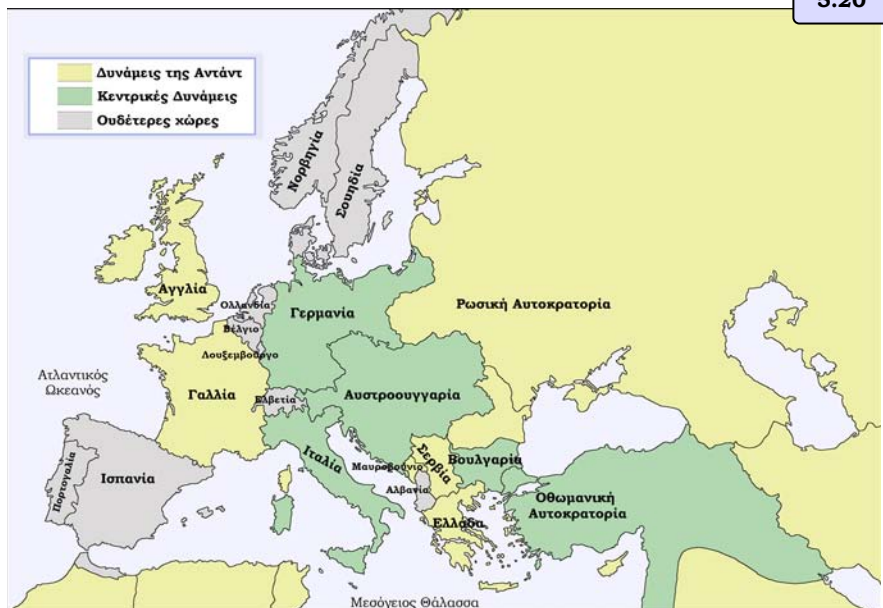 5.20
Δυνάμεις της Αντάντ
Κεντρικές Δυνάμεις
Ουδέτερες χώρες
Νορβηγία
Σουηδία
Αγγλία
Ολλανδία
Βέλγιο
Λουξεμβούργο
Γερμανία
Ρωσική Αυτοκρατορία
Ατλαντικός
Ωκεανός
Γαλλία
Ελβετία
Αυστροουγγαρία
Πορτογαλία
Ισπανία
Ιταλία
Μαυροβούνιο
Σερβία
Βουλγαρία
Αλβανία
Ελλάδα
Οθωμανική
Αυτοκρατορία
Μεσόγειος Θάλασσα